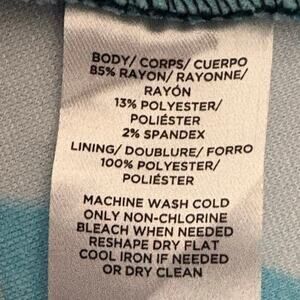 BODY/ CORPS/ CUERPO
85% RAYON/ RAYONNE/
RAYÓN
13% POLYESTER/
POLIÉSTER
2% SPANDEX
LINING/ DOUBLURE/ FORRO
100% POLYESTER/
POLIÉSTER
MACHINE WASH COLD
ONLY NON-CHLORINE
BLEACH WHEN NEEDED
RESHAPE DRY FLAT
COOL IRON IF NEEDED
OR DRY CLEAN